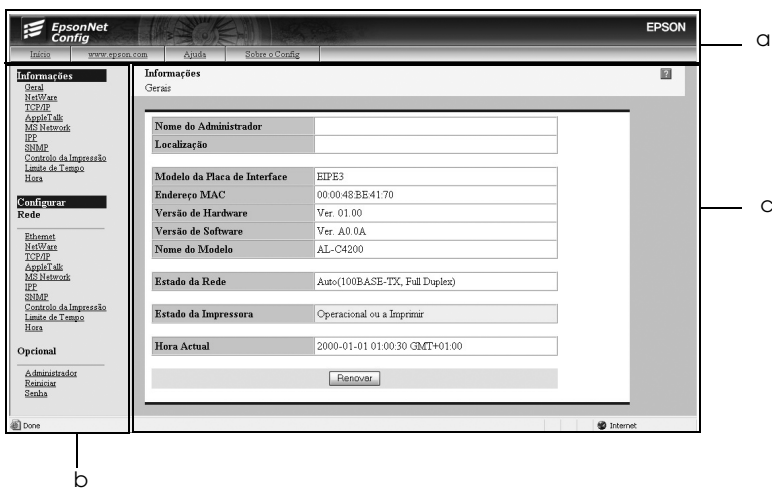 EpsonNet
Config
EPSON
Início www.epson.com Ajuda Sobre o Config
a
Informações
Geral
NetWare
TCP/IP
AppleTalk
MS Network
IPP
SNMP
Controlo da Impressão
Limite de Tempo
Hora
Configurar
Rede
Ethernet
NetWare
TCP/IP
AppleTalk
MS Network
IPP
SNMP
Controlo da Impressão
Limite de Tempo
Hora
Opcional
Administrador
Reiniciar
Senha
Informações ?
Gerais
Nome do Administrador
Localização
Modelo da Placa de Interface EIPE3
Endereço MAC 00:00:48:BE:41:70
Versão de Hardware Ver. 01.00
Versão de Software Ver. A0.0A
Nome do Modelo AL-C4200
Estado da Rede Auto(100BASE-TX, Full Duplex)
Estado da Impressora Operacional ou a Imprimir
Hora Actual 2000-01-01 01:00:30 GMT+01:00
Renovar
Done Internet
b